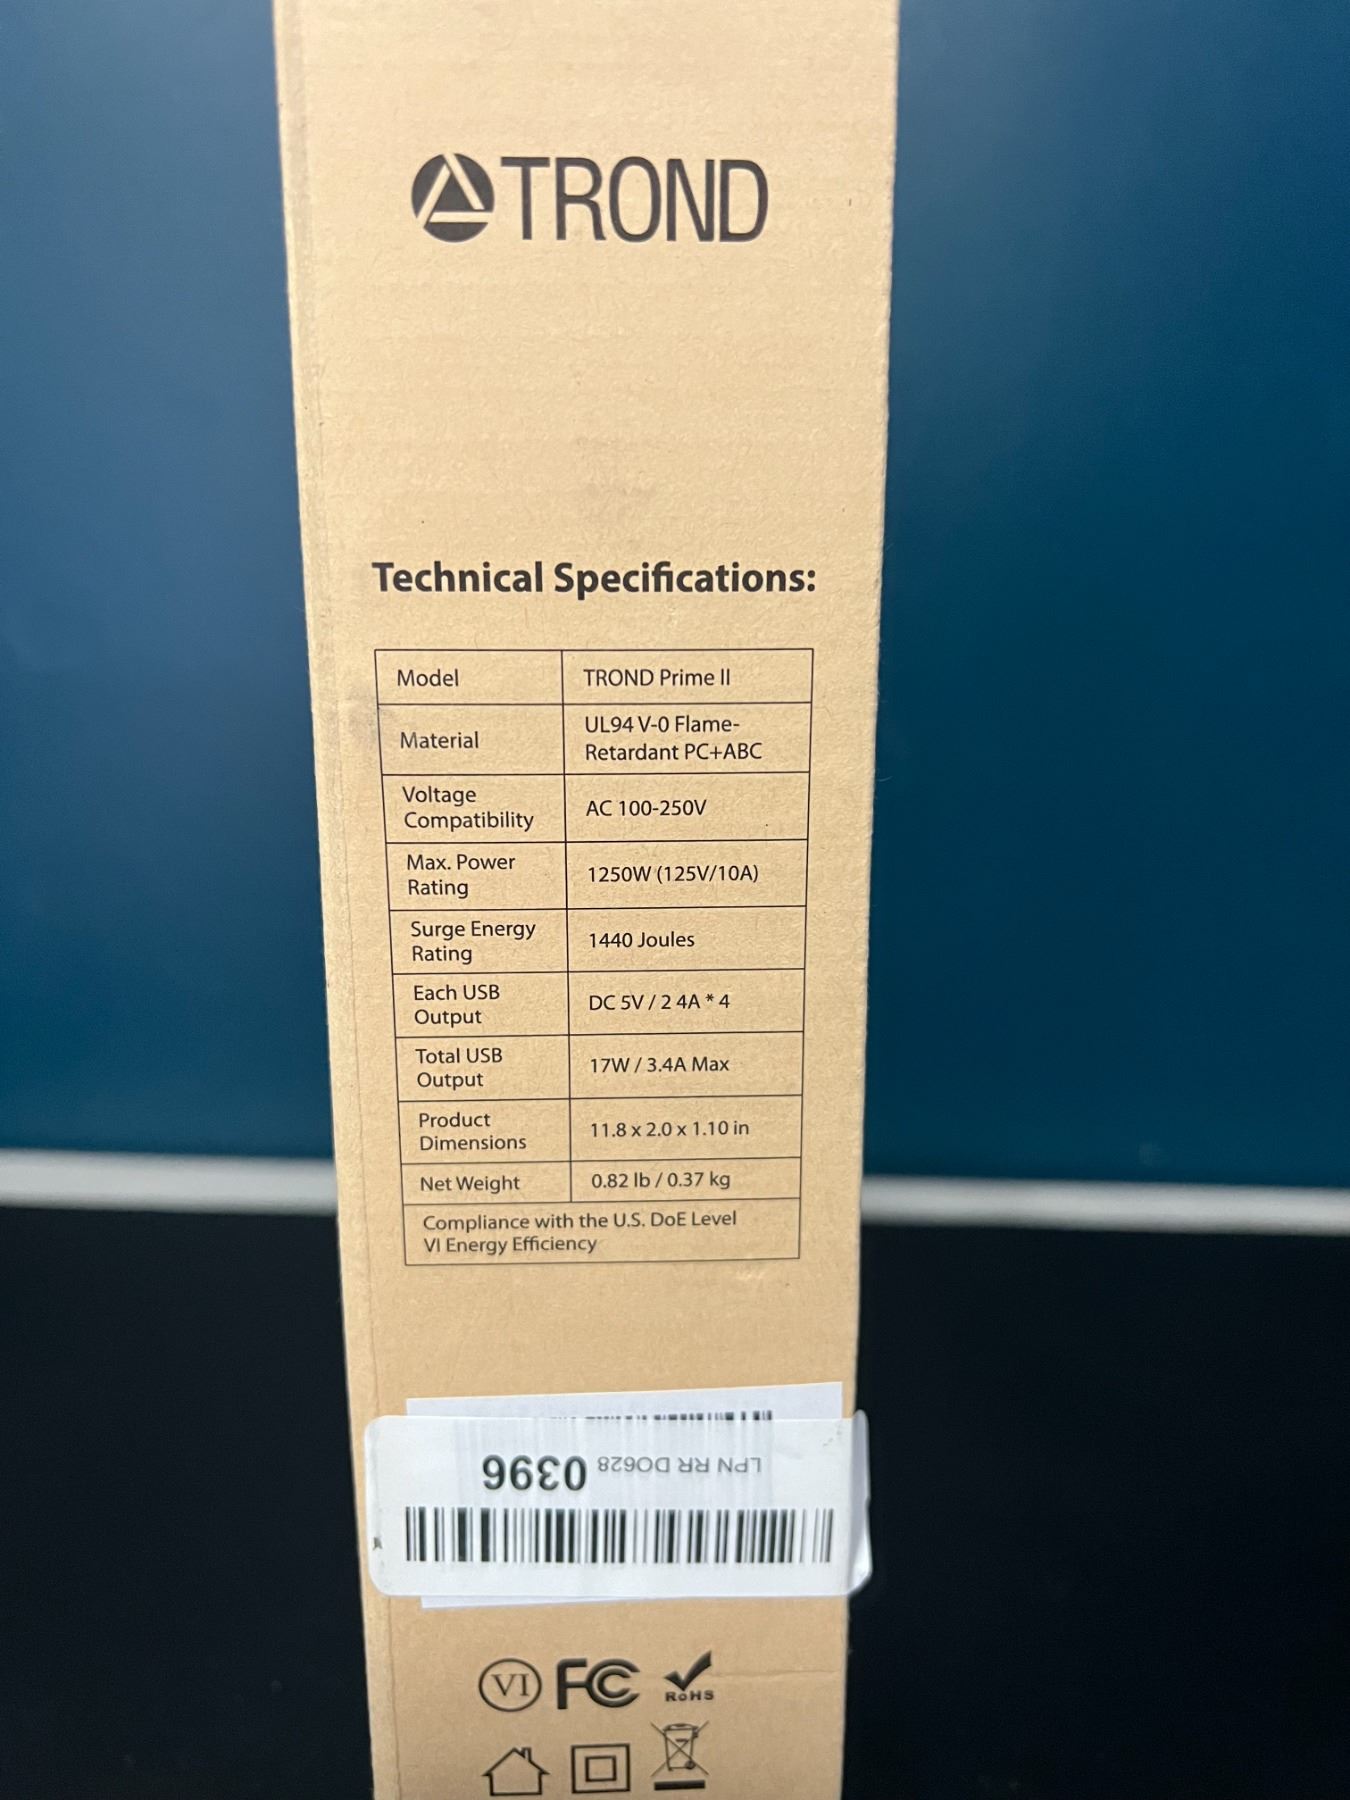 TROND
Technical Specifications:
Model
TROND Prime II
Material
UL94 V-0 Flame-
Retardant PC+ABC
Voltage
Compatibility
AC 100-250V
Max. Power
Rating
1250W (125V/10A)
Surge Energy
Rating
1440 Joules
Each USB
Output
DC 5V / 2 4A * 4
Total USB
Output
17W / 3.4A Max
Product
Dimensions
11.8 x 2.0 x 1.10 in
Net Weight
0.82 lb / 0.37 kg
Compliance with the U.S. DoE Level
VI Energy Efficiency
LPN RR DO628 0396
VI FC RoHS